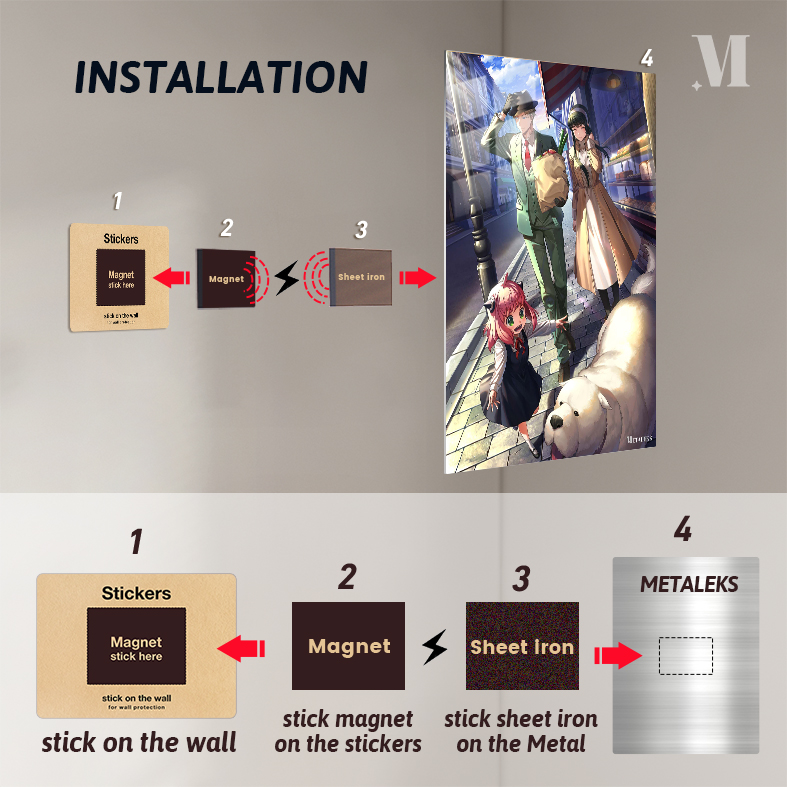 INSTALLATION
M
4
1
2
3
Stickers
Magnet
stick here
stick on the wall
for wall protection
Magnet
Sheet iron
METALEKS
1
2
3
4
Stickers
Magnet
stick here
stick on the wall
for wall protection
Magnet
Sheet iron
METALEKS
stick on the wall
stick magnet
on the stickers
stick sheet iron
on the Metal